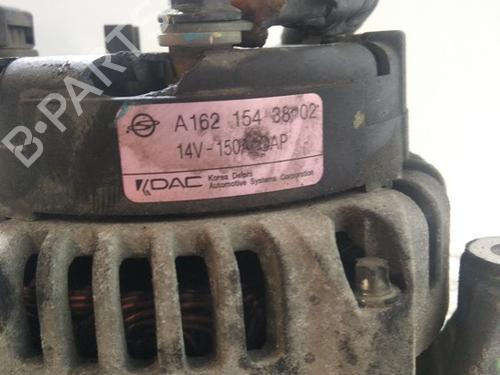 B-PARTS
A162 154 38 02
14V-150A
KDAC
Korea Delphi
Automotive Systems Corporation